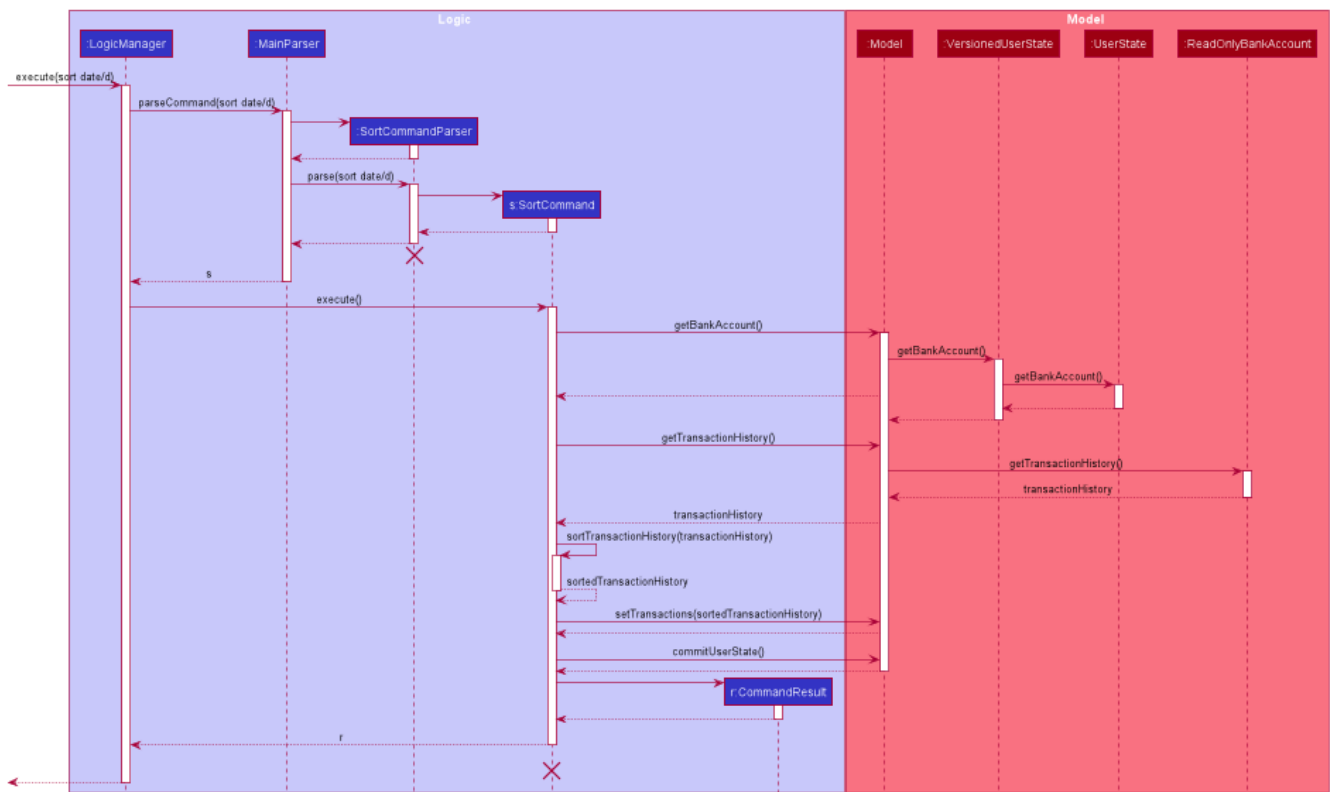 Logic
Model
:LogicManager
:MainParser
:Model
:VersionedUserState
:UserState
:ReadOnlyBankAccount
execute(sort date/d)
parseCommand(sort date/d)
:SortCommandParser
parse(sort date/d)
s:SortCommand
s
execute()
getBankAccount()
getBankAccount()
getBankAccount()
getTransactionHistory()
getTransactionHistory()
transactionHistory
transactionHistory
sortTransactionHistory(transactionHistory)
sortedTransactionHistory
setTransactions(sortedTransactionHistory)
commitUserState()
r:CommandResult
r